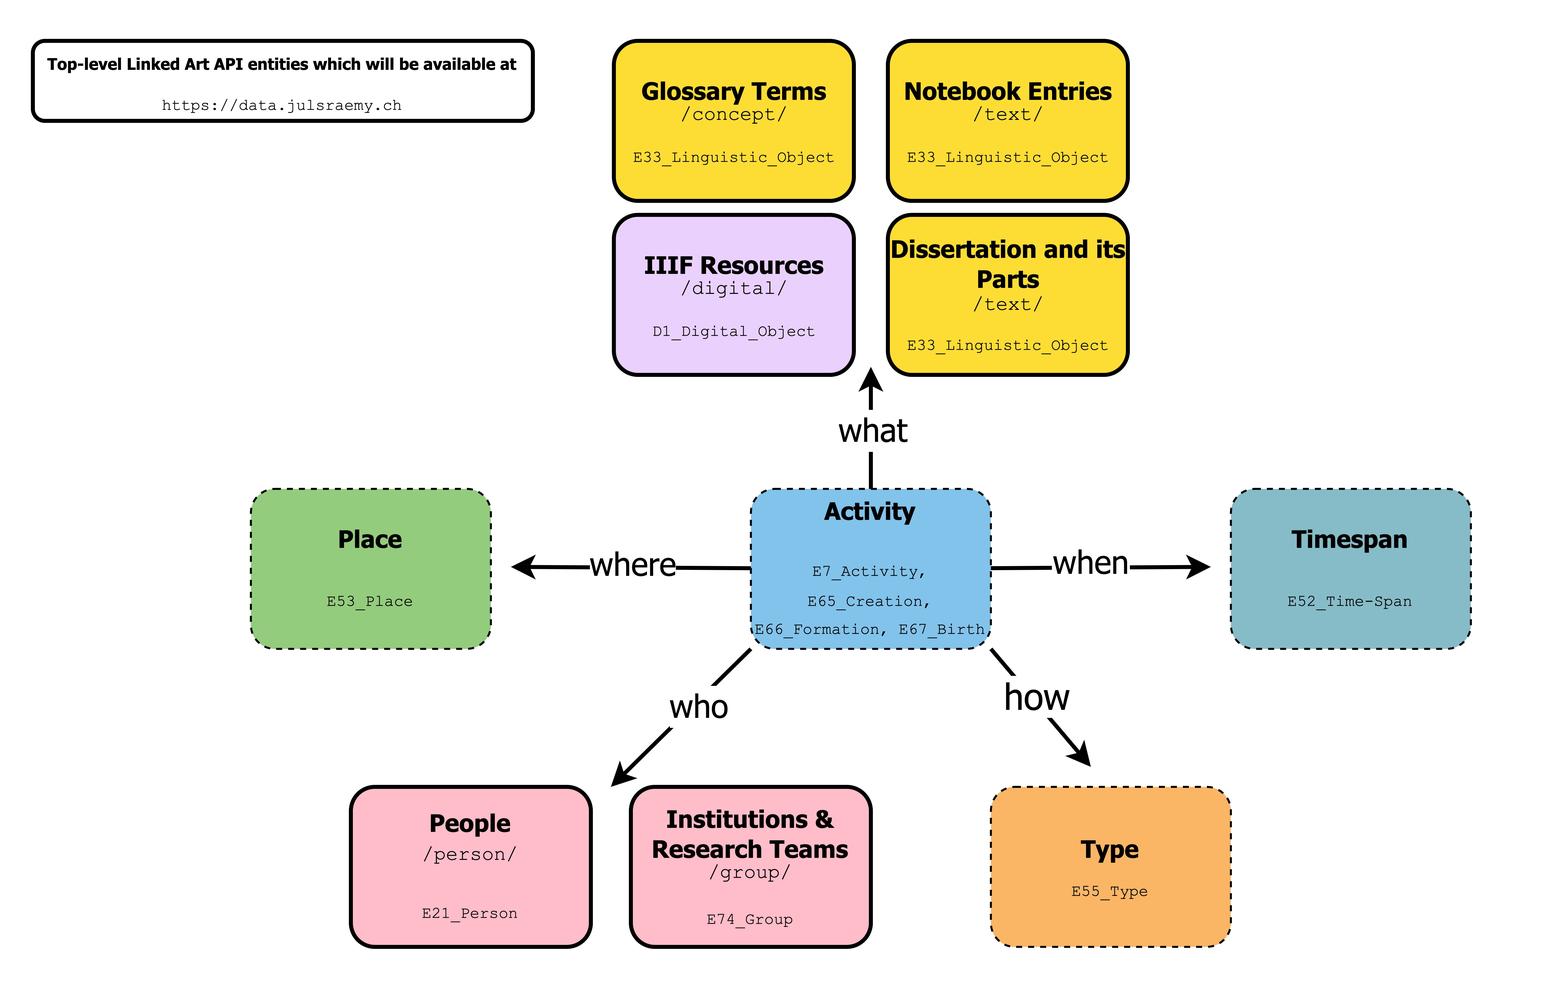 Top-level Linked Art API entities which will be available at
https://data.julsraemy.ch
Glossary Terms
/concept/
E33_Linguistic_Object
Notebook Entries
/text/
E33_Linguistic_Object
IIIF Resources
/digital/
D1_Digital_Object
Dissertation and its
Parts
/text/
E33_Linguistic_Object
what
Place
E53_Place
where
Activity
E7_Activity,
E65_Creation,
E66_Formation, E67_Birth
when
Timespan
E52_Time-Span
who
how
People
/person/
E21_Person
Institutions &
Research Teams
/group/
E74_Group
Type
E55_Type